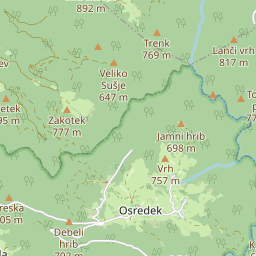 892 m
Trenk
769 m
Lanči vrh
817 m
Veliko
Sušje
647 m
Zakotek
777 m
Jamni hrib
698 m
Vrh
757 m
Osredek
Debeli
hrib